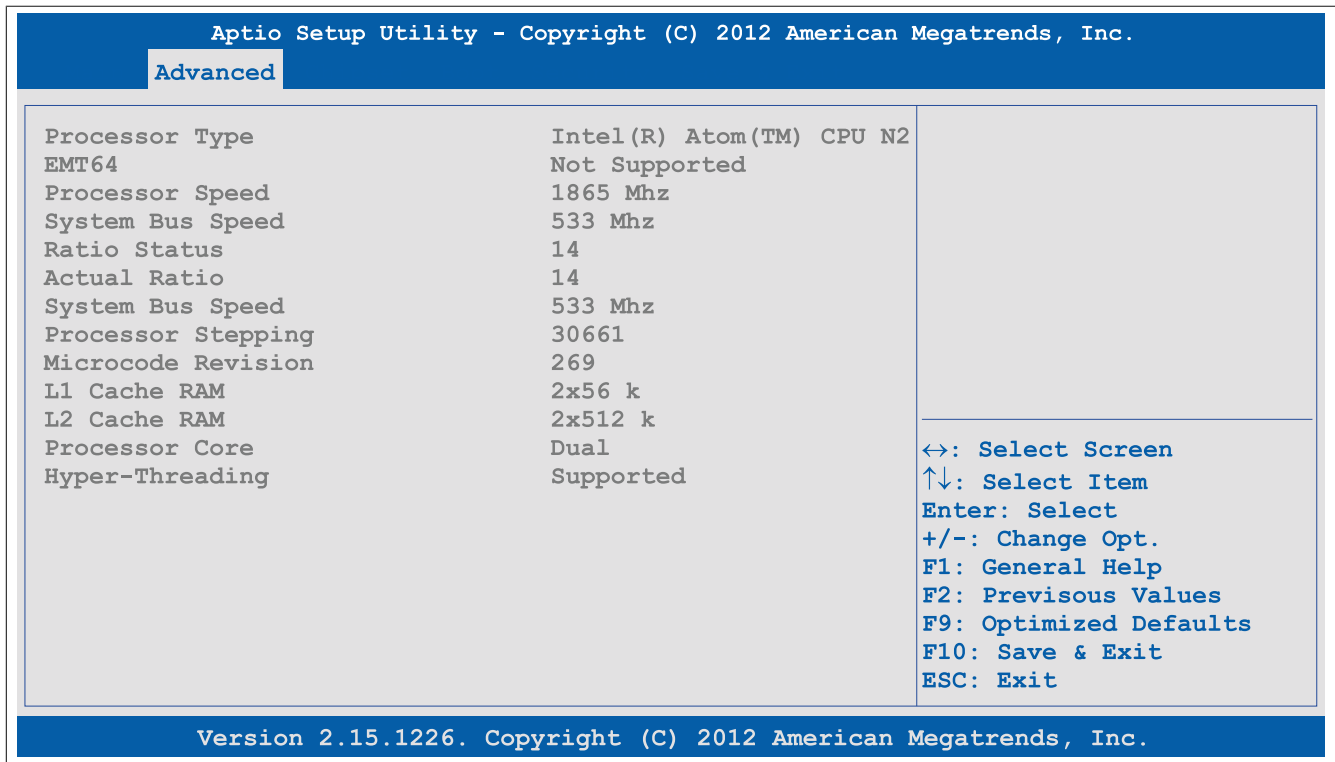 Aptio Setup Utility - Copyright (C) 2012 American Megatrends, Inc.
Advanced
Processor Type Intel(R) Atom(TM) CPU N2
EMT64 Not Supported
Processor Speed 1865 Mhz
System Bus Speed 533 Mhz
Ratio Status 14
Actual Ratio 14
System Bus Speed 533 Mhz
Processor Stepping 30661
Microcode Revision 269
L1 Cache RAM 2x56 k
L2 Cache RAM 2x512 k
Processor Core Dual
Hyper-Threading Supported
↔: Select Screen
↑↓: Select Item
Enter: Select
+/-: Change Opt.
F1: General Help
F2: Previsous Values
F9: Optimized Defaults
F10: Save & Exit
ESC: Exit
Version 2.15.1226. Copyright (C) 2012 American Megatrends, Inc.